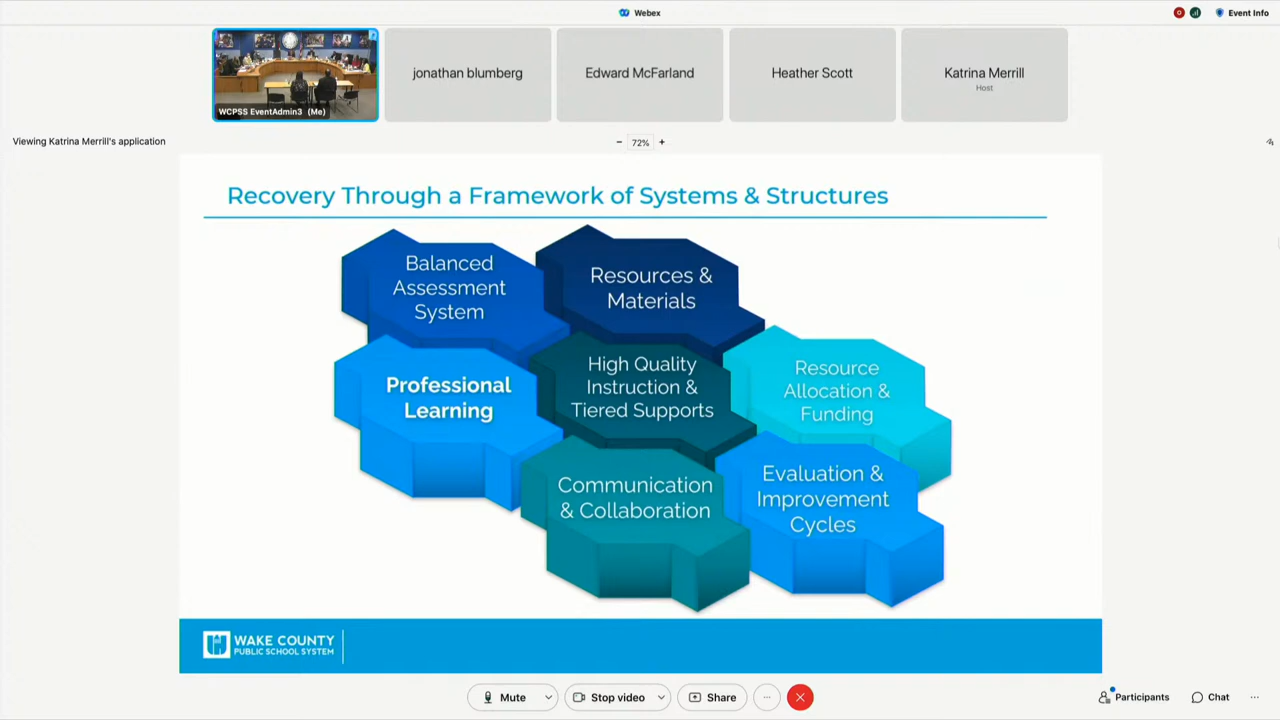 Webex
Event Info
WCPSS EventAdmin3 (Me)
jonathan blumberg
Edward McFarland
Heather Scott
Katrina Merrill
Host
Viewing Katrina Merrill's application
72%
Recovery Through a Framework of Systems & Structures
Balanced
Assessment
System
Resources &
Materials
Professional
Learning
High Quality
Instruction &
Tiered Supports
Resource
Allocation &
Funding
Communication
& Collaboration
Evaluation &
Improvement
Cycles
WAKE COUNTY
PUBLIC SCHOOL SYSTEM
Mute
Stop video
Share
Participants
Chat